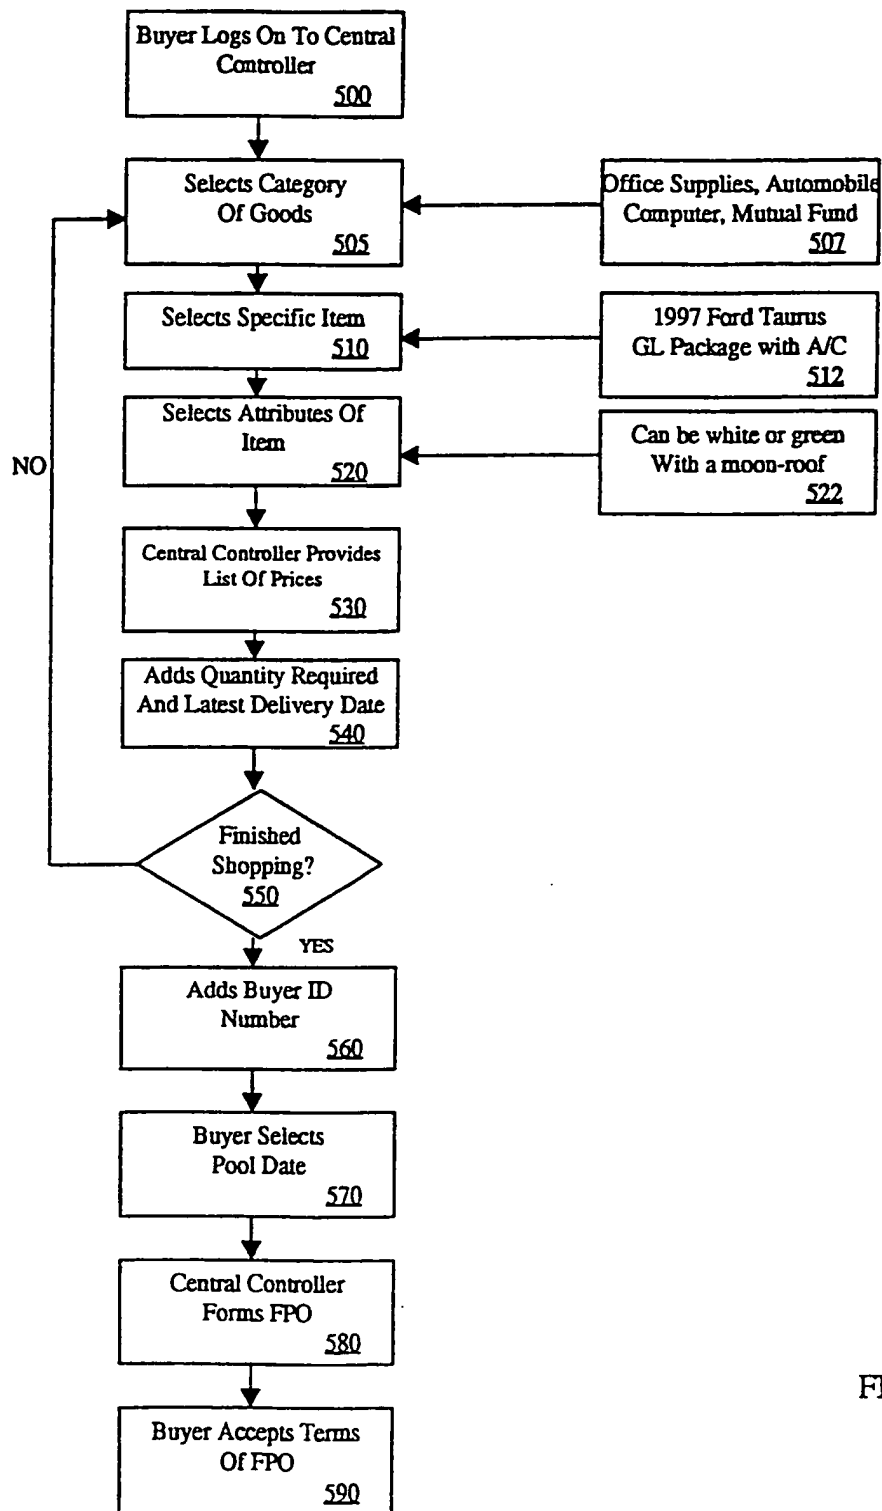 Buyer Logs On To Central
Controller
500
Selects Category
Of Goods
505
Office Supplies, Automobile
Computer, Mutual Fund
507
Selects Specific Item
510
1997 Ford Taurus
GL Package with A/C
512
Selects Attributes Of
Item
520
Can be white or green
With a moon-roof
522
NO
Central Controller Provides
List Of Prices
530
Adds Quantity Required
And Latest Delivery Date
540
Finished
Shopping?
550
YES
Adds Buyer ID
Number
560
Buyer Selects
Pool Date
570
Central Controller
Forms FPO
580
Buyer Accepts Terms
Of FPO
590